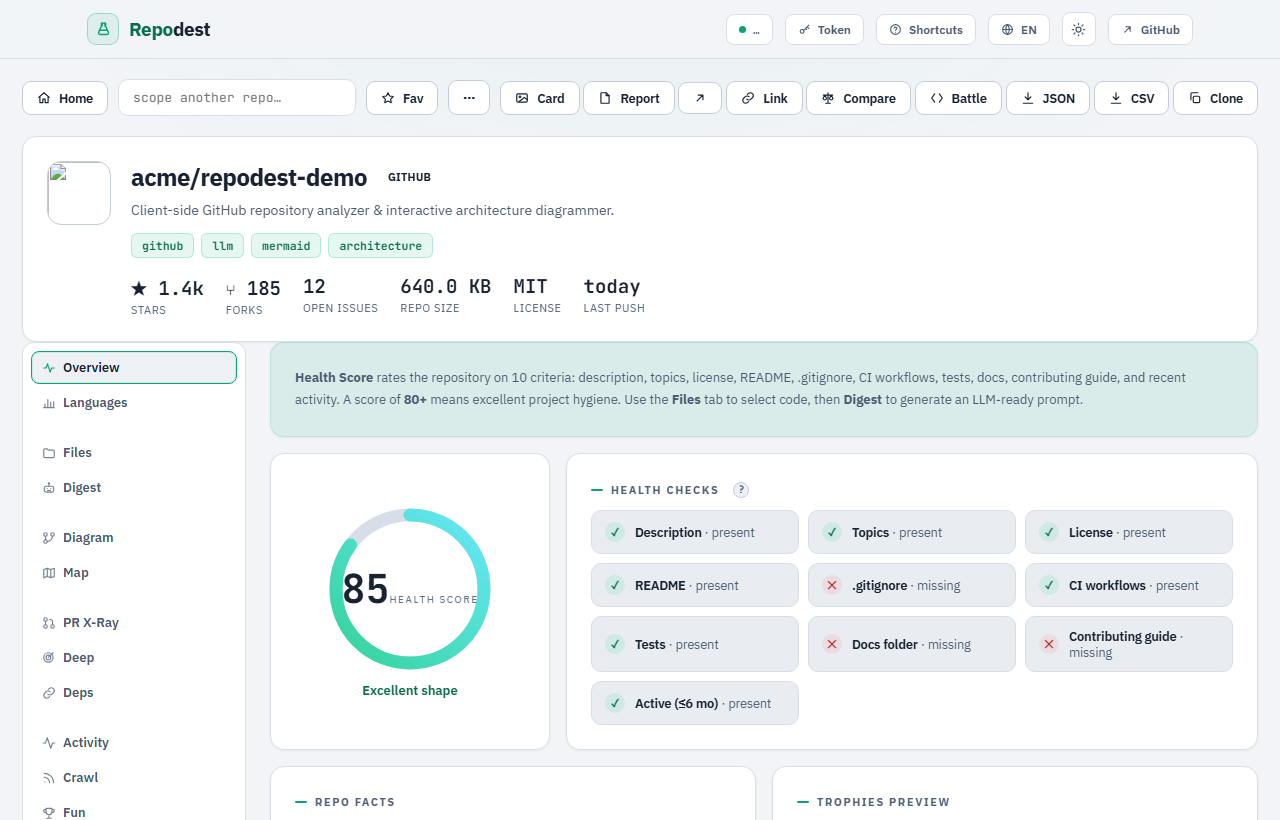 Repodest
… Token Shortcuts EN GitHub
Home scope another repo… Fav ··· Card Report Link Compare Battle JSON CSV Clone
acme/repodest-demo GITHUB
Client-side GitHub repository analyzer & interactive architecture diagrammer.
github llm mermaid architecture
★ 1.4k ⑂ 185 12 640.0 KB MIT today
STARS FORKS OPEN ISSUES REPO SIZE LICENSE LAST PUSH
Overview
Languages
Files
Digest
Diagram
Map
PR X-Ray
Deep
Deps
Activity
Crawl
Fun
Health Score rates the repository on 10 criteria: description, topics, license, README, .gitignore, CI workflows, tests, docs, contributing guide, and recent
activity. A score of 80+ means excellent project hygiene. Use the Files tab to select code, then Digest to generate an LLM-ready prompt.
85 HEALTH SCORE
Excellent shape
HEALTH CHECKS ?
✓ Description · present ✓ Topics · present ✓ License · present
✓ README · present ✕ .gitignore · missing ✓ CI workflows · present
✓ Tests · present ✕ Docs folder · missing ✕ Contributing guide ·
missing
✓ Active (≤6 mo) · present
REPO FACTS
TROPHIES PREVIEW